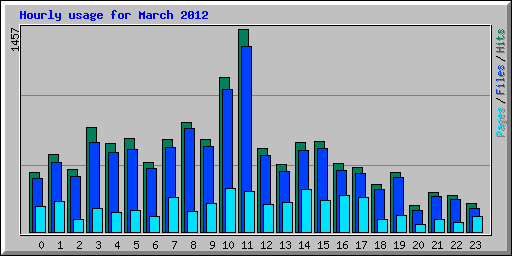 Hourly usage for March 2012
1457
Pages/Files/Hits
0 1 2 3 4 5 6 7 8 9 10 11 12 13 14 15 16 17 18 19 20 21 22 23